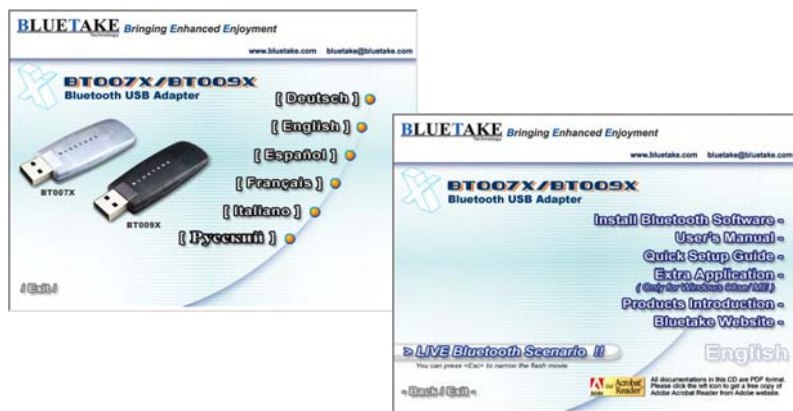 BLUETAKE Bringing Enhanced Enjoyment
Technology
www.bluetake.com bluetake@bluetake.com
BT007X/BT009X
Bluetooth USB Adapter
[ Deutsch ]
[ English ]
[ Español ]
[ Français ]
[ Italiano ]
[ Русский ]
BT007X
BT009X
/ Exit /
BLUETAKE Bringing Enhanced Enjoyment
Technology
www.bluetake.com bluetake@bluetake.com
BT007X/BT009X
Bluetooth USB Adapter
Install Bluetooth Software -
User's Manual -
Quick Setup Guide -
Extra Application -
( Only for Windows 98se/ ME )
Products Introduction -
Bluetake Website -
> LIVE Bluetooth Scenario !!
English
You can press <Esc> to narrow the flash movie.
- Back / Exit -
Adobe
Get Acrobat Reader
All documentations in this CD are PDF format.
Please click the left icon to get a free copy of
Adobe Acrobat Reader from Adobe website.